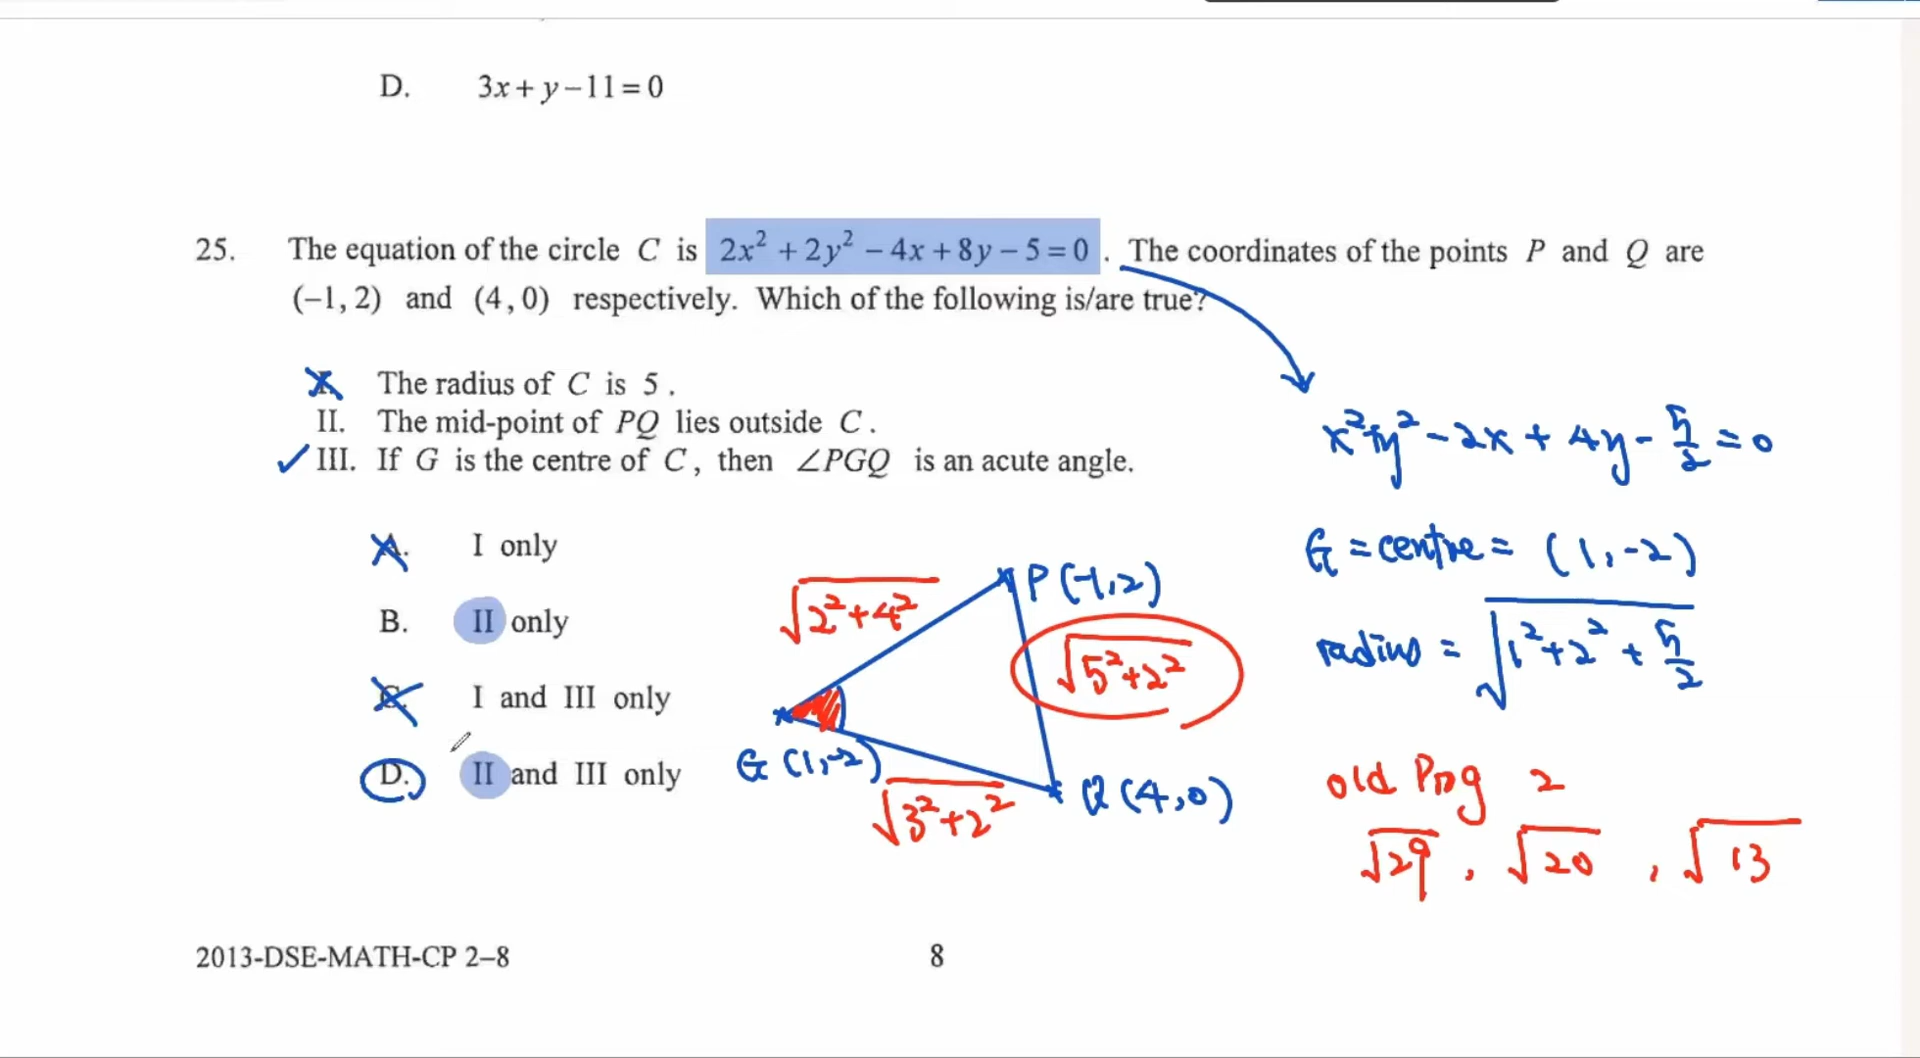 D. 3x + y − 11 = 0
25. The equation of the circle C is 2x² + 2y² − 4x + 8y − 5 = 0 . The coordinates of the points P and Q are
(−1, 2) and (4, 0) respectively. Which of the following is/are true?
I. The radius of C is 5 .
II. The mid-point of PQ lies outside C .
III. If G is the centre of C , then ∠PGQ is an acute angle.
x² + y² − 2x + 4y − 5/2 = 0
G = centre = (1, −2)
radius = √(1² + 2² + 5/2)
A. I only
B. II only
C. I and III only
D. II and III only
√(2² + 4²)
P (−1, 2)
√(5² + 2²)
G (1, −2)
√(3² + 2²)
Q (4, 0)
old Prog 2
√29 , √20 , √13
2013-DSE-MATH-CP 2–8
8